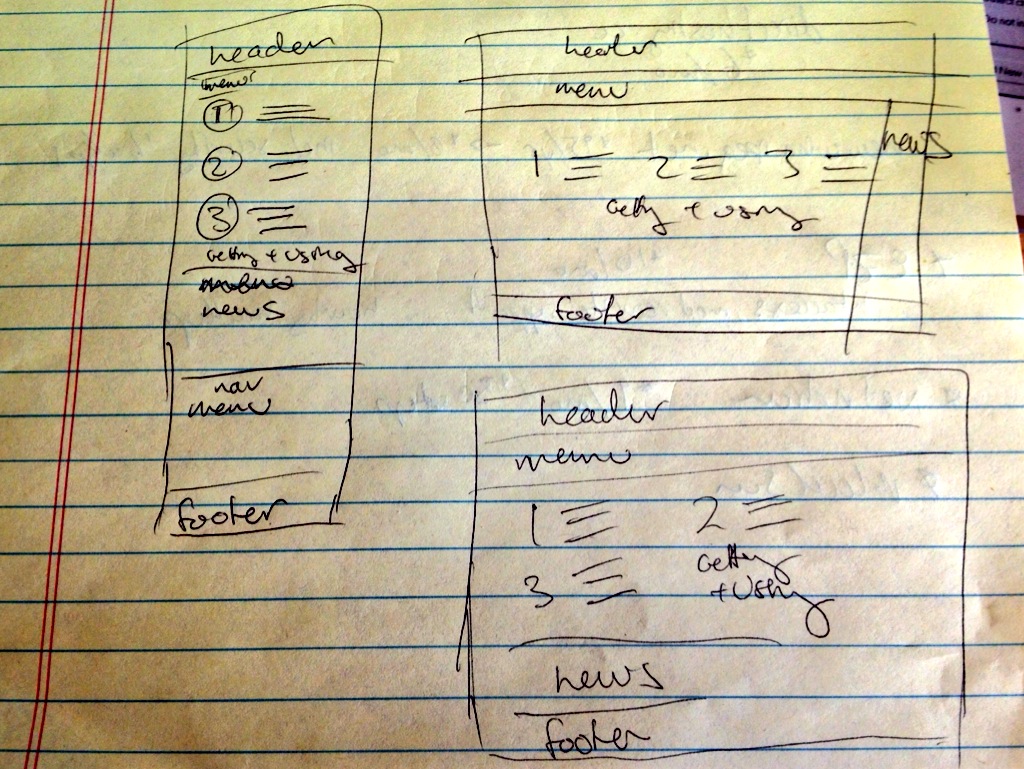 header
menu
1
2
3
getting + using
news
nav
menu
footer
header
menu
news
1 2 3
getting + using
footer
header
menu
1 2
3 getting
+ using
news
footer